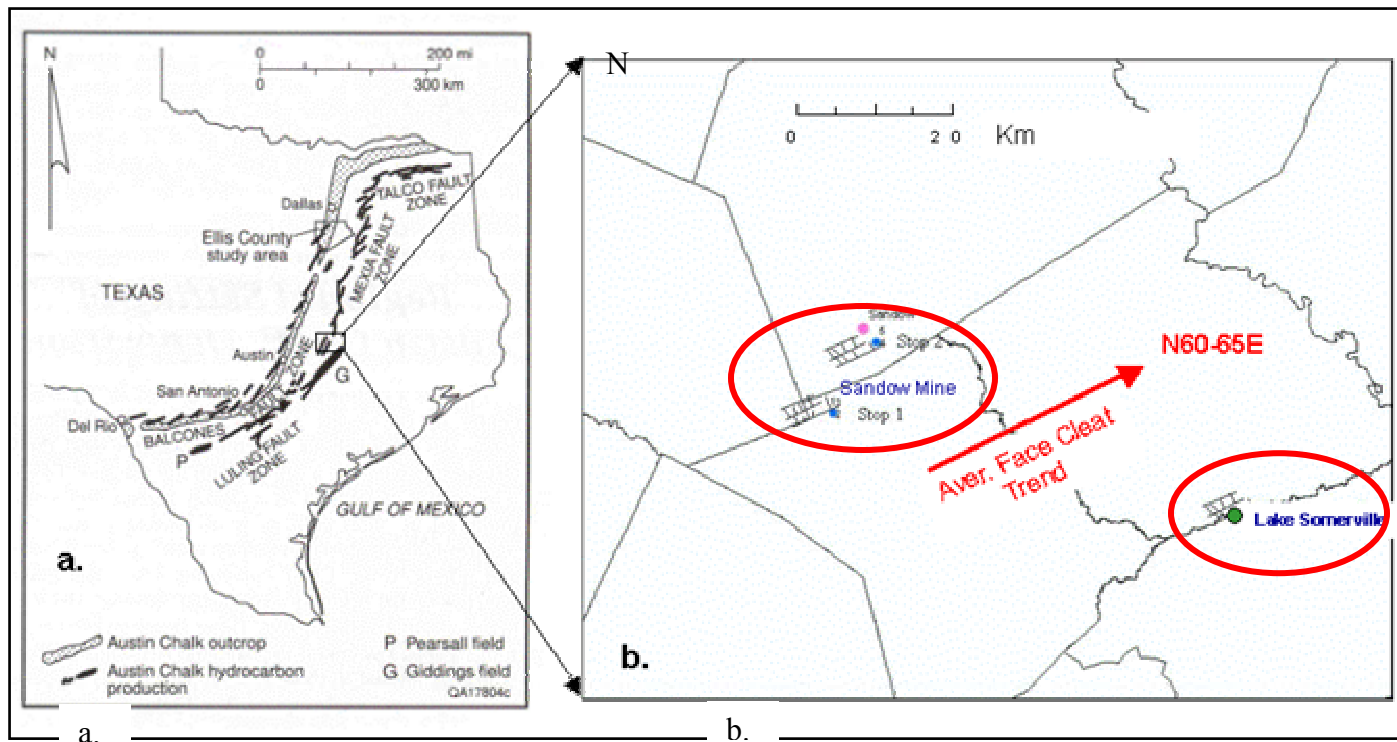 N
0 200 mi
0 300 km
TALCO FAULT
ZONE
Dallas
Ellis County
study area
MEXIA FAULT
ZONE
TEXAS
Austin
ZONE
San Antonio
G
Del Rio
BALCONES
P
LULING FAULT
ZONE
GULF OF MEXICO
a.
Austin Chalk outcrop
P Pearsall field
Austin Chalk hydrocarbon
production
G Giddings field
QA17804c
a.
N
0 2 0 Km
Sandow
Stop 2
Sandow Mine
Stop 1
N60-65E
Aver. Face Cleat
Trend
Lake Somerville
b.
b.